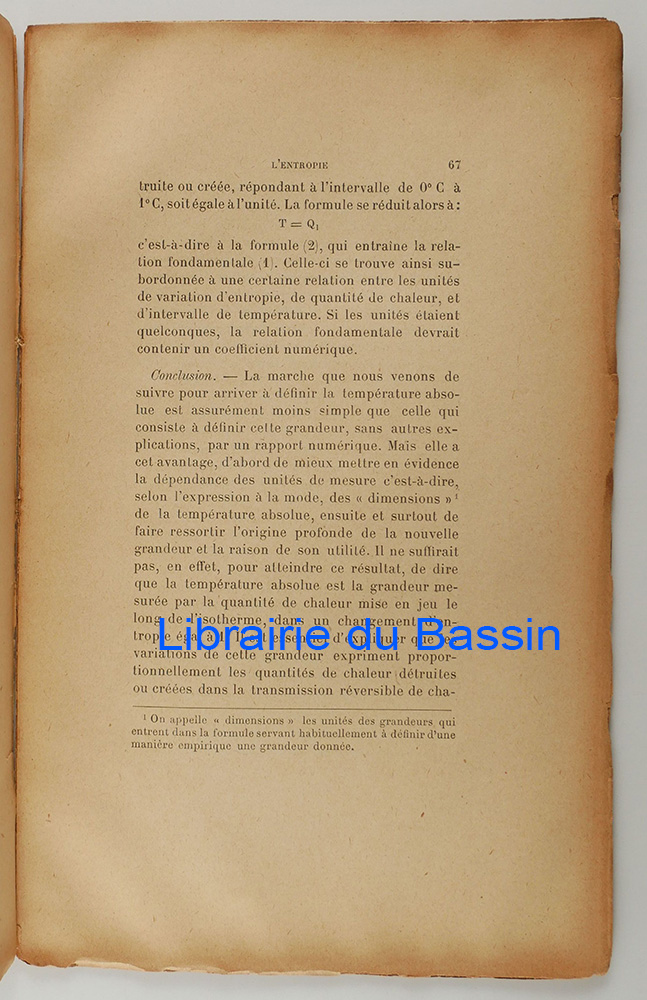 L'ENTROPIE 67
truite ou créée, répondant à l'intervalle de 0° C à
1° C, soit égale à l'unité. La formule se réduit alors à :
T = Q₁
c'est-à-dire à la formule (2), qui entraine la rela-
tion fondamentale (1). Celle-ci se trouve ainsi su-
bordonnée à une certaine relation entre les unités
de variation d'entropie, de quantité de chaleur, et
d'intervalle de température. Si les unités étaient
quelconques, la relation fondamentale devrait
contenir un coefficient numérique.
Conclusion. — La marche que nous venons de
suivre pour arriver à définir la température abso-
lue est assurément moins simple que celle qui
consiste à définir cette grandeur, sans autres ex-
plications, par un rapport numérique. Mais elle a
cet avantage, d'abord de mieux mettre en évidence
la dépendance des unités de mesure c'est-à-dire,
selon l'expression à la mode, des « dimensions » ¹
de la température absolue, ensuite et surtout de
faire ressortir l'origine profonde de la nouvelle
grandeur et la raison de son utilité. Il ne suffirait
pas, en effet, pour atteindre ce résultat, de dire
que la température absolue est la grandeur me-
surée par la quantité de chaleur mise en jeu le
long de l'isotherme, dans un changement d'en-
tropie égal à d'expliquer que
Librairie du Bassin
variations de cette grandeur expriment propor-
tionnellement les quantités de chaleur détruites
ou créées dans la transmission réversible de cha-
¹ On appelle « dimensions » les unités des grandeurs qui
entrent dans la formule servant habituellement à définir d'une
manière empirique une grandeur donnée.